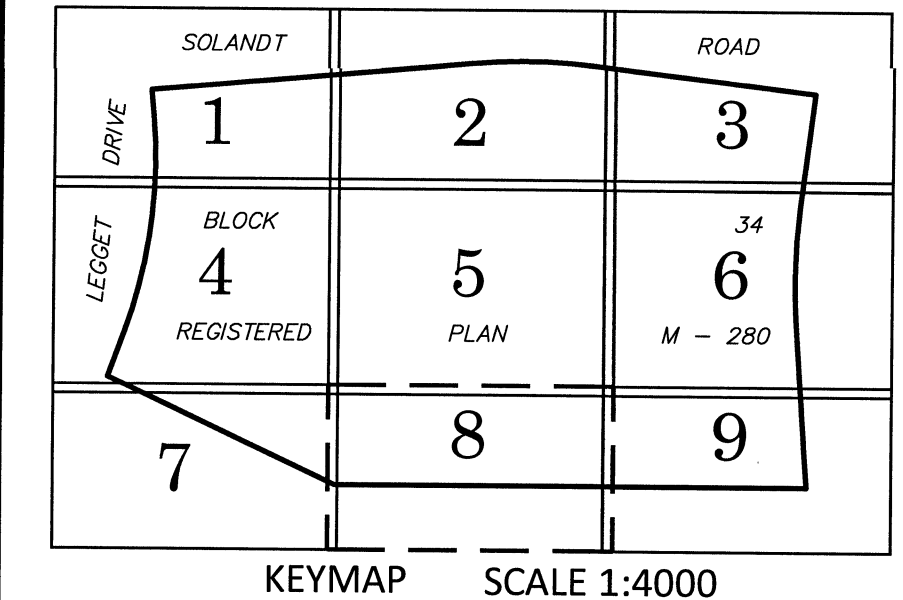 SOLANDT ROAD
DRIVE 1 2 3
LEGGET
BLOCK 34
4 5 6
REGISTERED PLAN M - 280
7 8 9
KEYMAP SCALE 1:4000